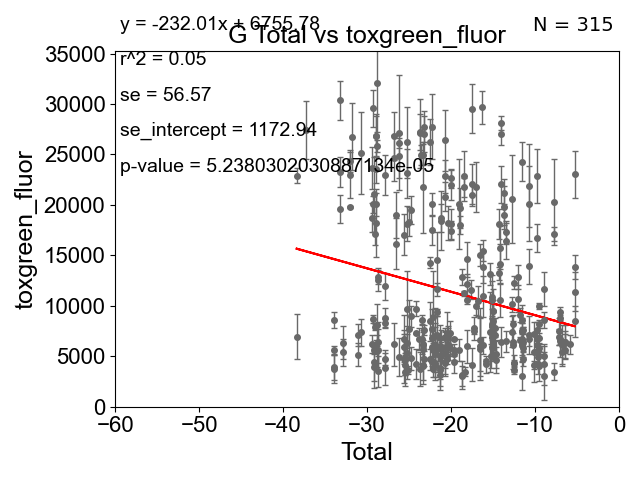 y = -232.01x + 6755.78
N = 315
G Total vs toxgreen_fluor
r^2 = 0.05
se = 56.57
se_intercept = 1172.94
p-value = 5.2380302030887134e-05
35000
30000
25000
20000
15000
10000
5000
0
toxgreen_fluor
−60 −50 −40 −30 −20 −10 0
Total